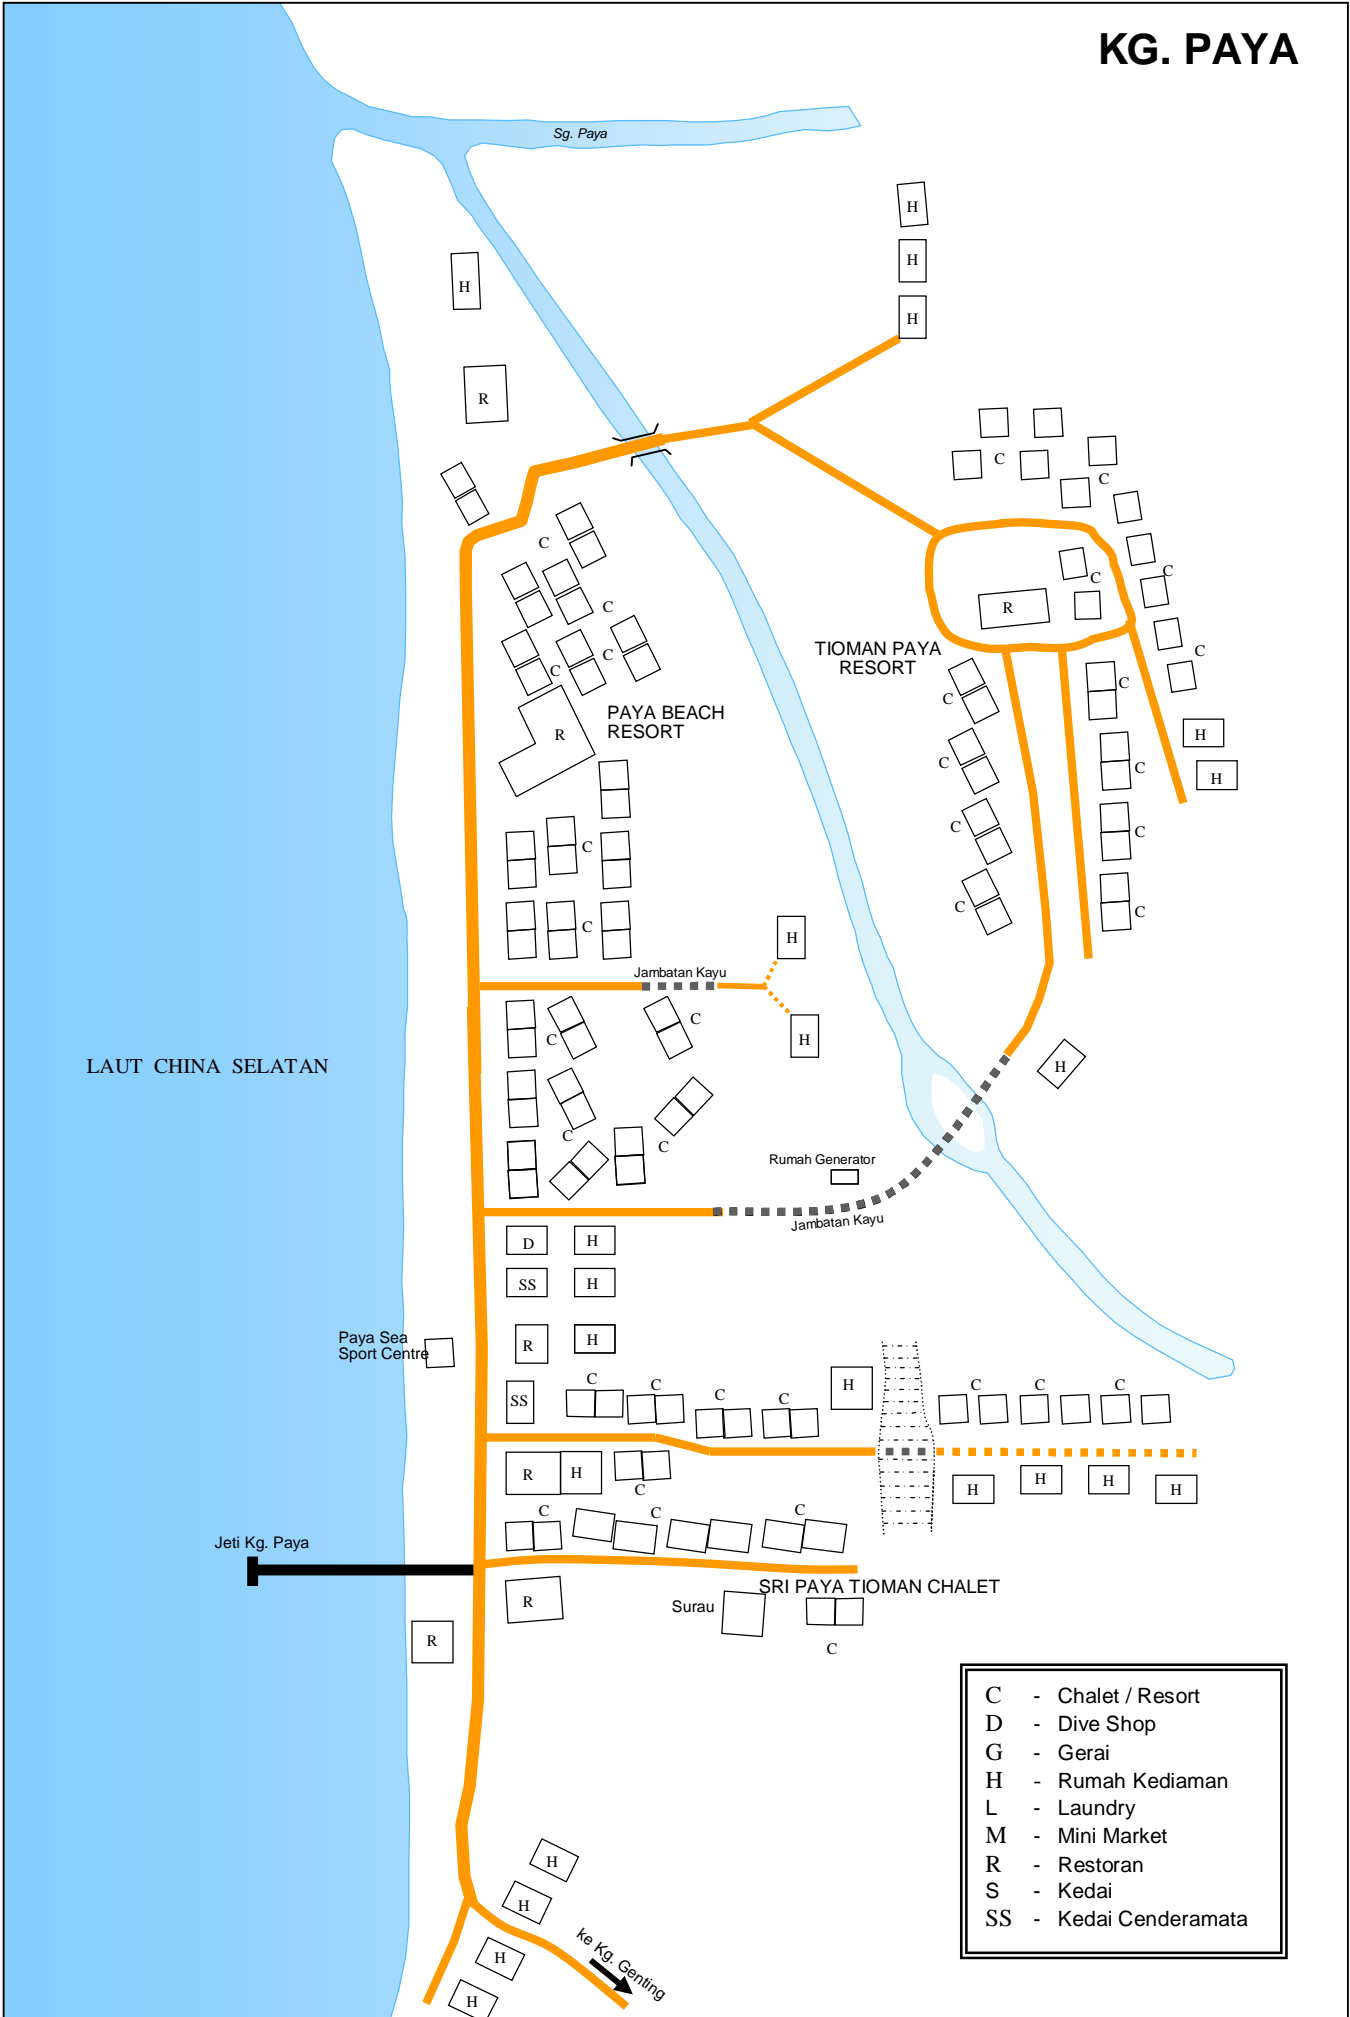 KG. PAYA
Sg. Paya
H
H
H
H
R
C
C
C
C
C
C
C
R
C
C
TIOMAN PAYA
RESORT
C
C
C
PAYA BEACH
RESORT
R
H
C
C
H
C
C
C
C
C
C
C
H
Jambatan Kayu
C
C
H
LAUT CHINA SELATAN
H
C
C
Rumah Generator
Jambatan Kayu
D
H
SS
H
Paya Sea
Sport Centre
R
H
C
C
C
C
H
C
C
C
SS
R
H
C
H
H
H
H
C
C
C
Jeti Kg. Paya
SRI PAYA TIOMAN CHALET
R
Surau
R
C
C - Chalet / Resort
D - Dive Shop
G - Gerai
H - Rumah Kediaman
L - Laundry
M - Mini Market
R - Restoran
S - Kedai
SS - Kedai Cenderamata
H
H
ke Kg. Genting
H
H